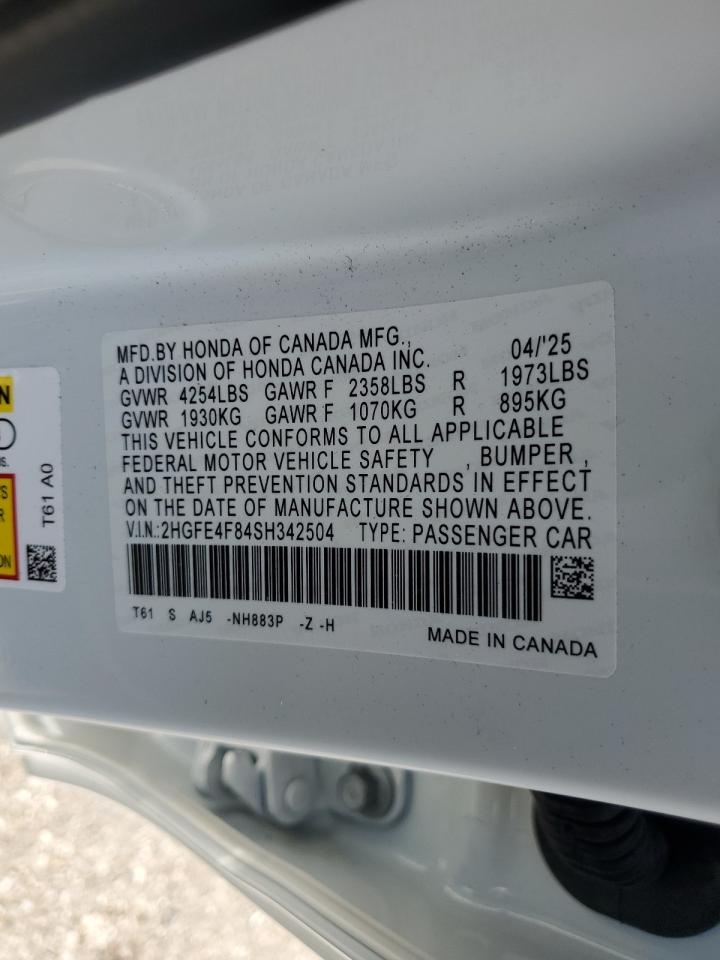 MFD.BY HONDA OF CANADA MFG., 04/'25
A DIVISION OF HONDA CANADA INC.
GVWR 4254LBS GAWR F 2358LBS R 1973LBS
GVWR 1930KG GAWR F 1070KG R 895KG
THIS VEHICLE CONFORMS TO ALL APPLICABLE
FEDERAL MOTOR VEHICLE SAFETY , BUMPER ,
AND THEFT PREVENTION STANDARDS IN EFFECT
ON THE DATE OF MANUFACTURE SHOWN ABOVE.
V.I.N.:2HGFE4F84SH342504 TYPE: PASSENGER CAR
T61 S AJ5 -NH883P -Z -H
MADE IN CANADA
T61 A0